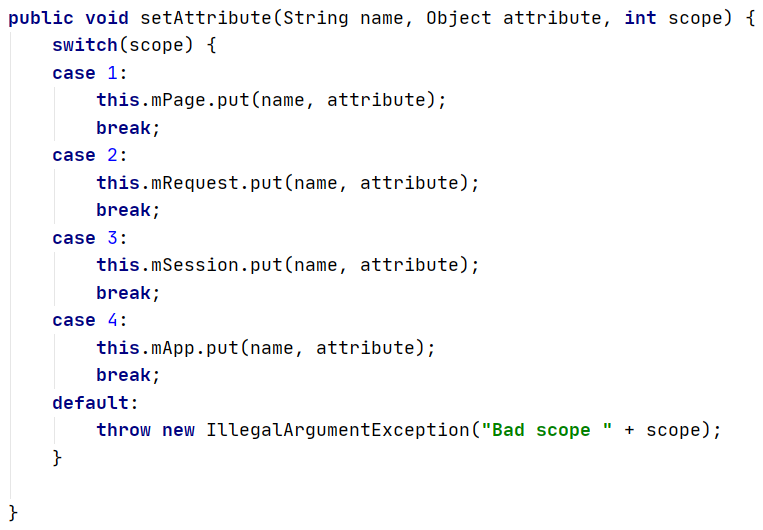 public void setAttribute(String name, Object attribute, int scope) {
    switch(scope) {
    case 1:
        this.mPage.put(name, attribute);
        break;
    case 2:
        this.mRequest.put(name, attribute);
        break;
    case 3:
        this.mSession.put(name, attribute);
        break;
    case 4:
        this.mApp.put(name, attribute);
        break;
    default:
        throw new IllegalArgumentException("Bad scope " + scope);
    }

}